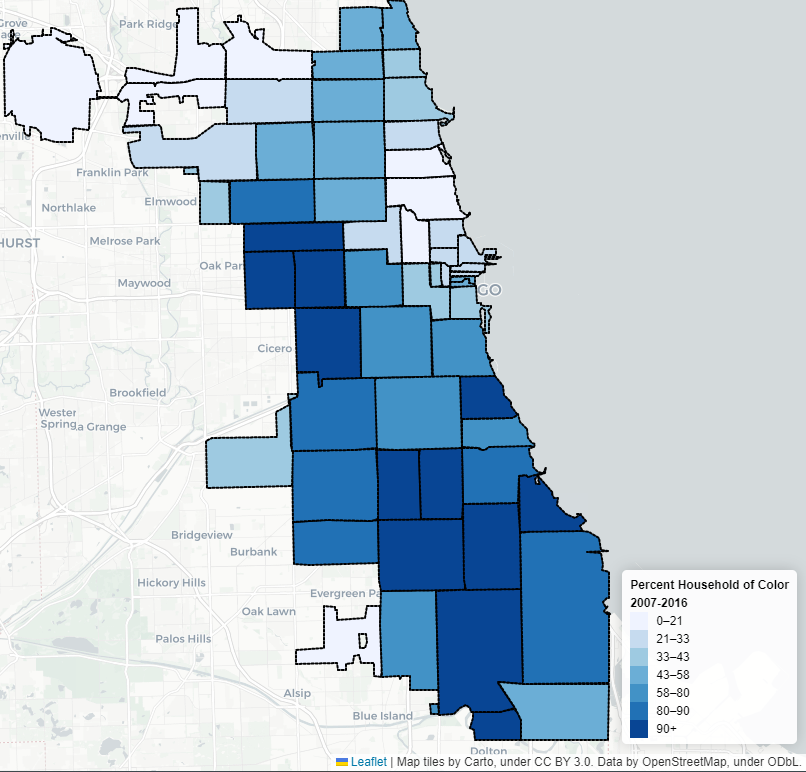 Grove
Park Ridge
Franklin Park
Northlake
Elmwood
HURST
Melrose Park
Oak Par
Maywood
GO
Cicero
Brookfield
Western
Spring
a Grange
Bridgeview
Burbank
Hickory Hills
Evergreen Pa
Oak Lawn
Palos Hills
Alsip
Blue Island
Dolton
Percent Household of Color
2007-2016
0–21
21–33
33–43
43–58
58–80
80–90
90+
Leaflet | Map tiles by Carto, under CC BY 3.0. Data by OpenStreetMap, under ODbL.